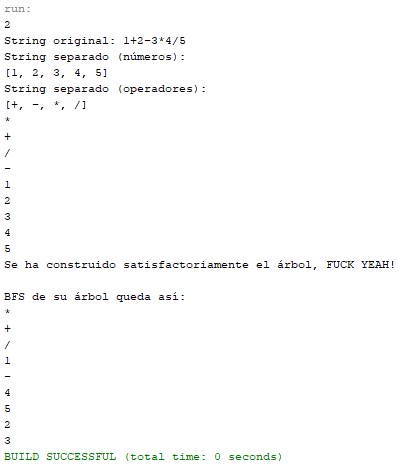 run:
2
String original: 1+2-3*4/5
String separado (números):
[1, 2, 3, 4, 5]
String separado (operadores):
[+, -, *, /]
*
+
/
-
1
2
3
4
5
Se ha construido satisfactoriamente el árbol, FUCK YEAH!
BFS de su árbol queda así:
*
+
/
1
-
4
5
2
3
BUILD SUCCESSFUL (total time: 0 seconds)